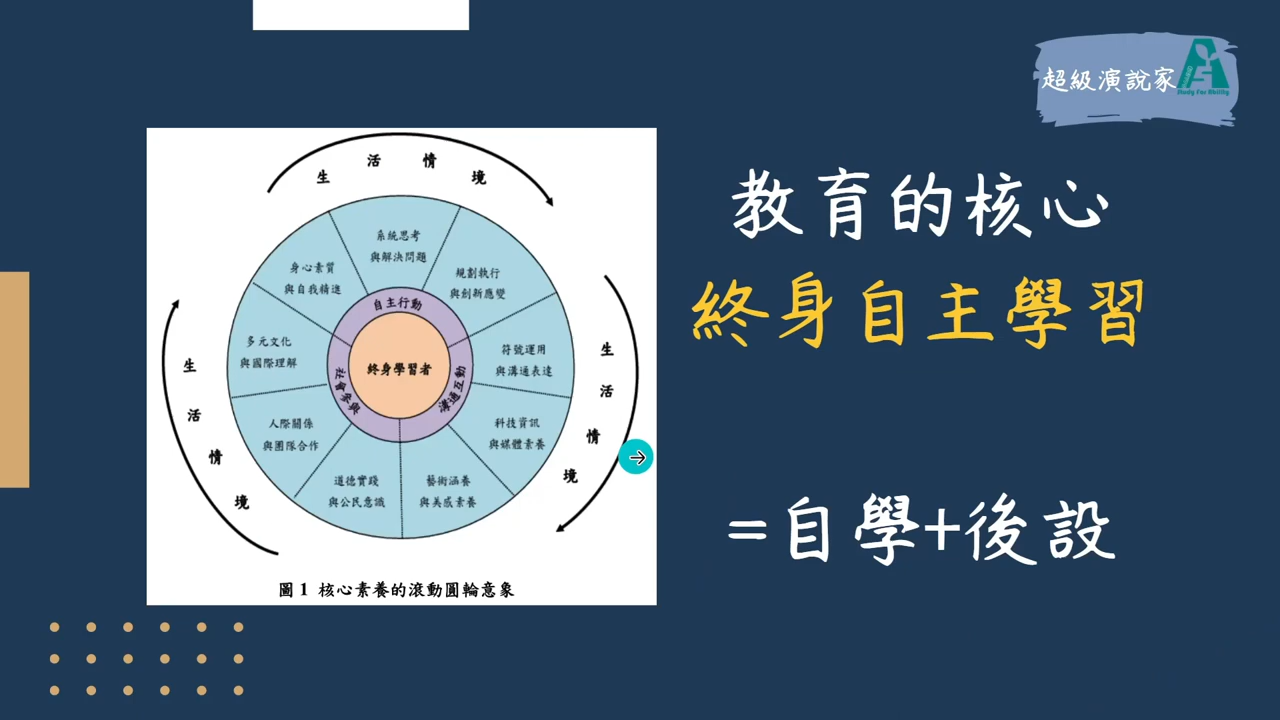 超級演說家
Study For Ability
教育的核心
終身自主學習
=自學+後設
生活情境
生活情境
生活情境
系統思考
與解決問題
規劃執行
與創新應變
符號運用
與溝通表達
科技資訊
與媒體素養
藝術涵養
與美感素養
道德實踐
與公民意識
人際關係
與團隊合作
多元文化
與國際理解
身心素質
與自我精進
自主行動
溝通互動
社會參與
終身學習者
圖 1 核心素養的滾動圓輪意象